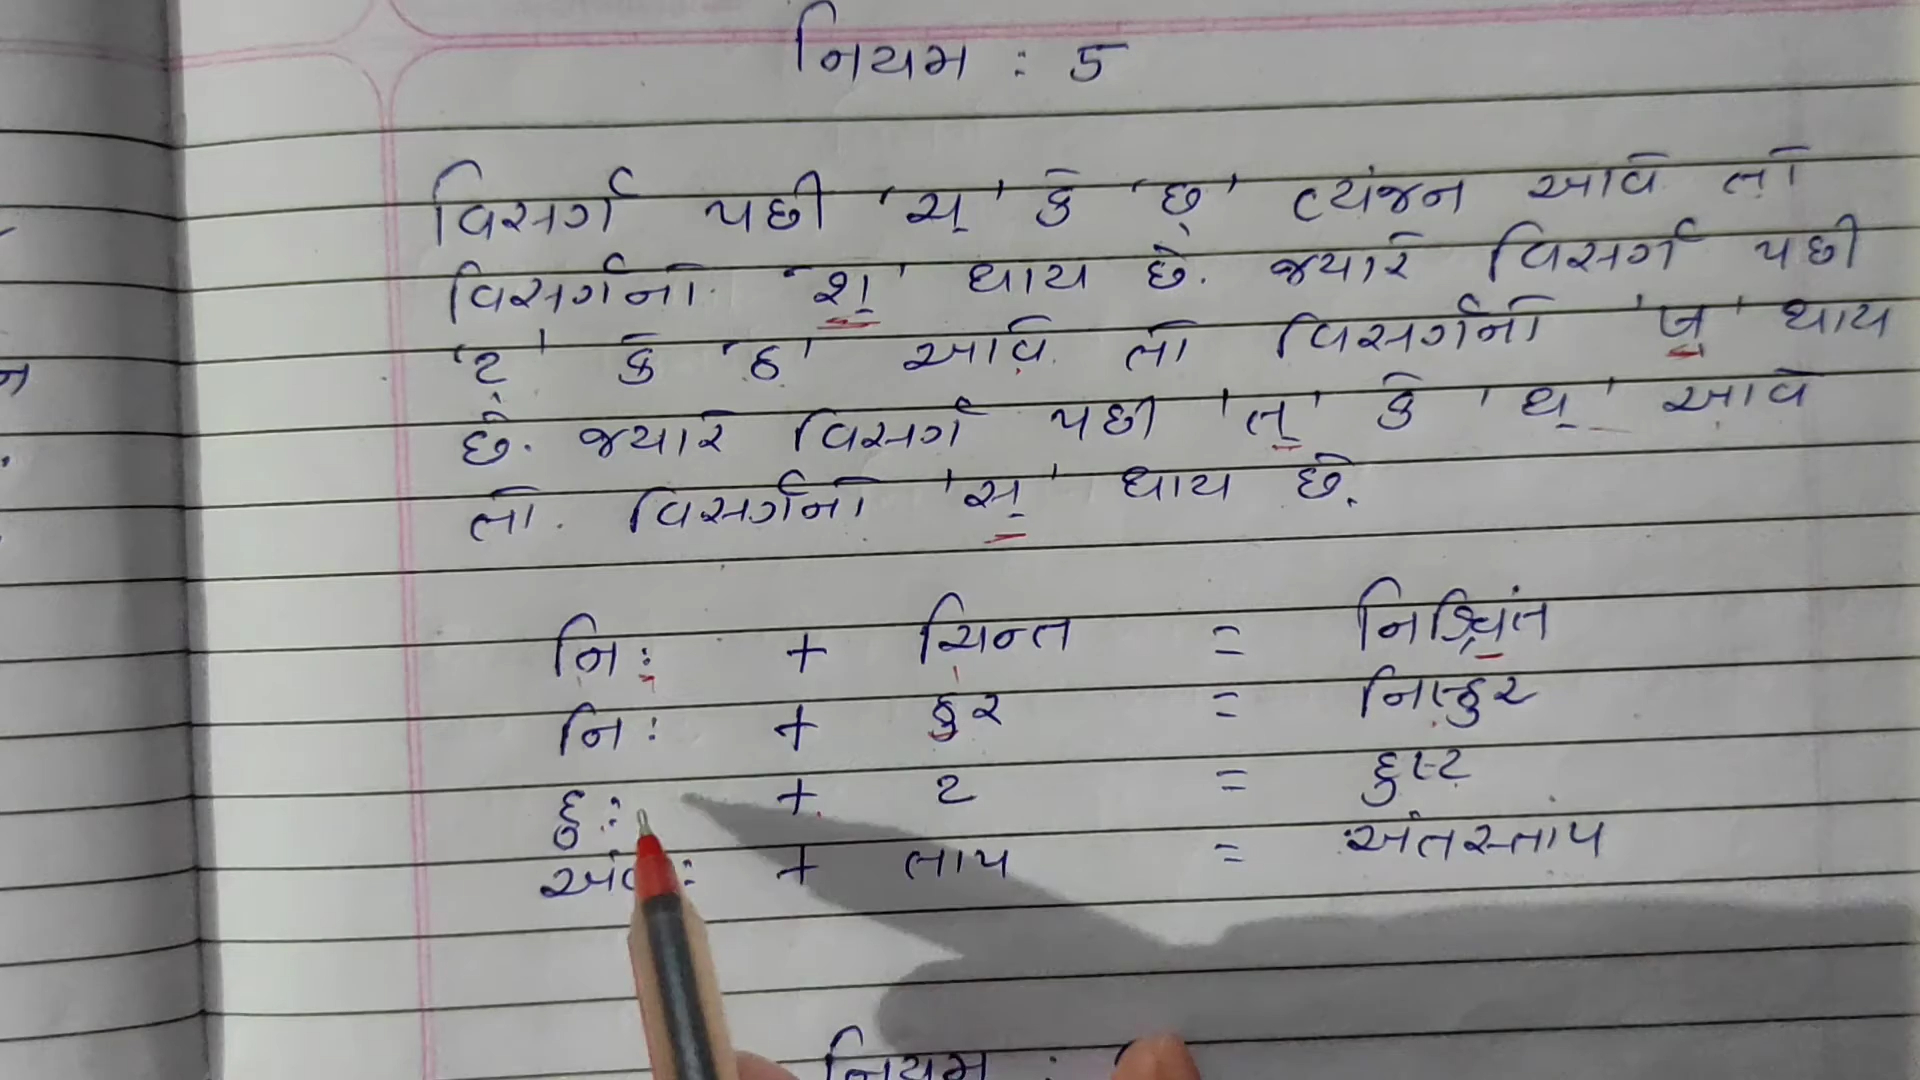 નિયમ : 5
વિસર્ગ પછી 'ચ્' કે 'છ્' વ્યંજન આવે તો
વિસર્ગનો 'શ્' થાય છે. જ્યારે વિસર્ગ પછી
'ટ્' કે 'ઠ' આવે તો વિસર્ગનો 'ષ્' થાય
છે. જ્યારે વિસર્ગ પછી 'ત્' કે 'થ્' આવે
તો. વિસર્ગનો 'સ્' થાય છે.
નિઃ + ચિન્ત = નિશ્ચિંત
નિઃ + ઠુર = નિષ્ઠુર
દુઃ + ટ = દુષ્ટ
અંતઃ + તાપ = અંતસ્તાપ
નિયમ :